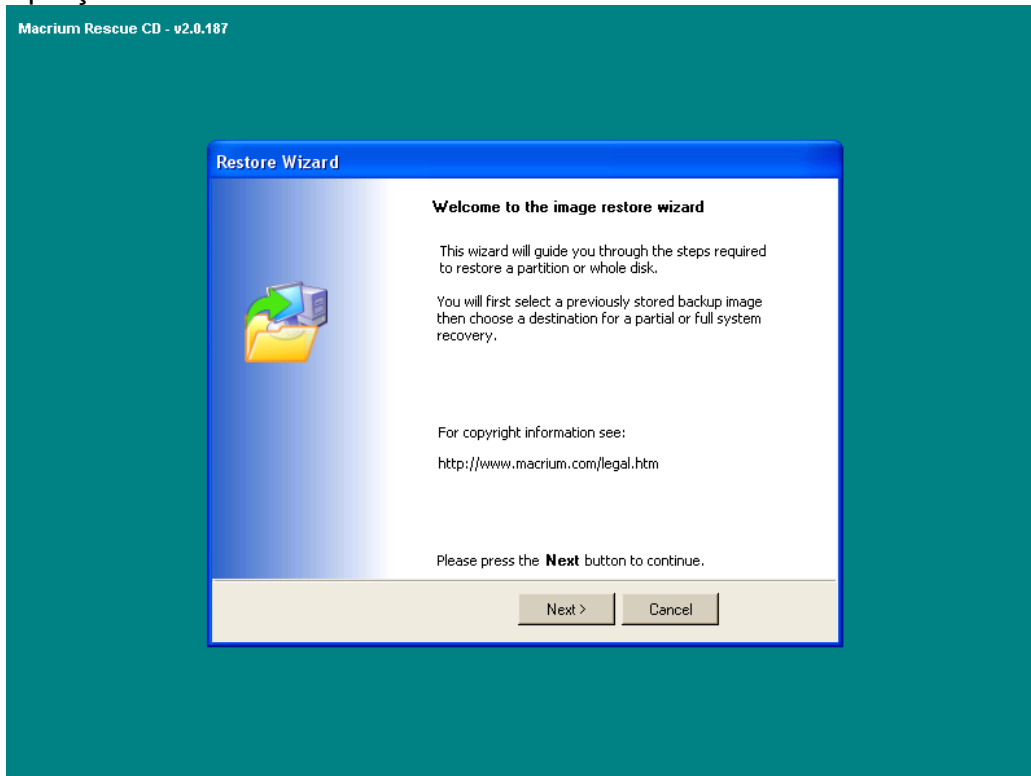 Macrium Rescue CD - v2.0.187
Restore Wizard
Welcome to the image restore wizard
This wizard will guide you through the steps required
to restore a partition or whole disk.
You will first select a previously stored backup image
then choose a destination for a partial or full system
recovery.
For copyright information see:
http://www.macrium.com/legal.htm
Please press the Next button to continue.
Next >
Cancel